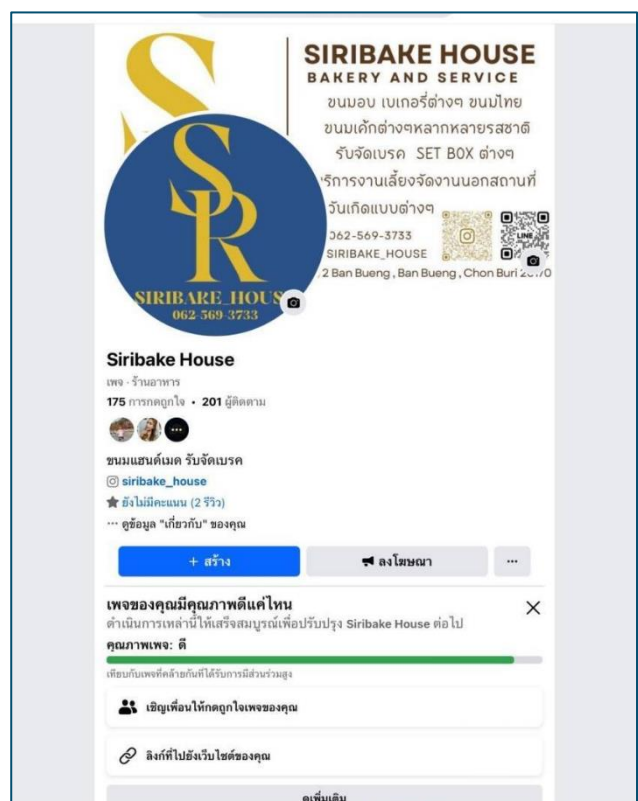 SIRIBAKE HOUSE
BAKERY AND SERVICE
ขนมอบ เบเกอรี่ต่างๆ ขนมไทย
ขนมเค้กต่างๆหลากหลายรสชาติ
รับจัดเบรค SET BOX ต่างๆ
ริการงานเลี้ยงจัดงานนอกสถานที่
วันเกิดแบบต่างๆ
062-569-3733
SIRIBAKE_HOUSE
LINE
2 Ban Bueng , Ban Bueng , Chon Buri
S
SR
SIRIBAKE_HOUS
062-569-3733
Siribake House
เพจ · ร้านอาหาร
175 การกดถูกใจ • 201 ผู้ติดตาม
ขนมแฮนด์เมด รับจัดเบรค
siribake_house
ยังไม่มีคะแนน (2 รีวิว)
··· ดูข้อมูล "เกี่ยวกับ" ของคุณ
+ สร้าง
ลงโฆษณา
···
เพจของคุณมีคุณภาพดีแค่ไหน
ดำเนินการเหล่านี้ให้เสร็จสมบูรณ์เพื่อปรับปรุง Siribake House ต่อไป
คุณภาพเพจ: ดี
เทียบกับเพจที่คล้ายกันที่ได้รับการมีส่วนร่วมสูง
เชิญเพื่อนให้กดถูกใจเพจของคุณ
ลิงก์ที่ไปยังเว็บไซต์ของคุณ
ดูเพิ่มเติม